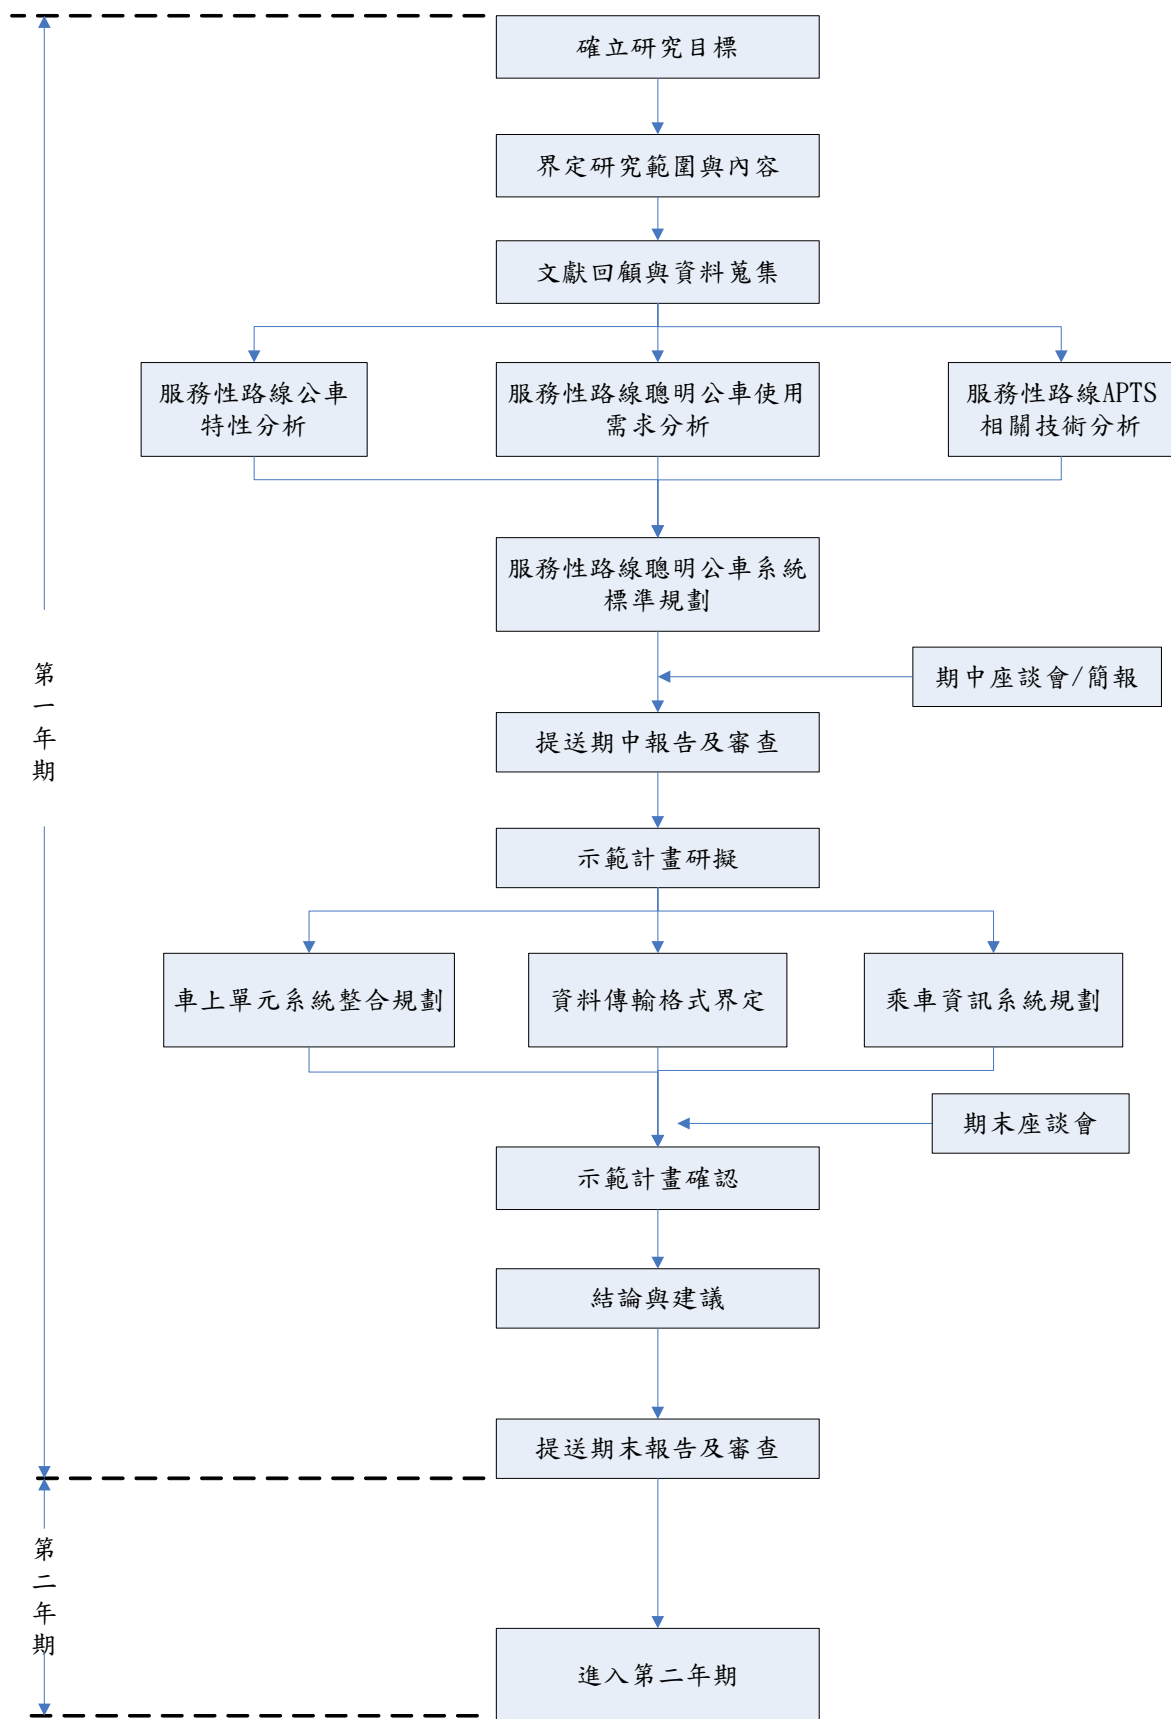 確立研究目標
界定研究範圍與內容
文獻回顧與資料蒐集
服務性路線公車
特性分析
服務性路線聰明公車使用
需求分析
服務性路線APTS
相關技術分析
服務性路線聰明公車系統
標準規劃
期中座談會/簡報
提送期中報告及審查
示範計畫研擬
車上單元系統整合規劃
資料傳輸格式界定
乘車資訊系統規劃
期末座談會
示範計畫確認
結論與建議
提送期末報告及審查
進入第二年期
第一年期
第二年期